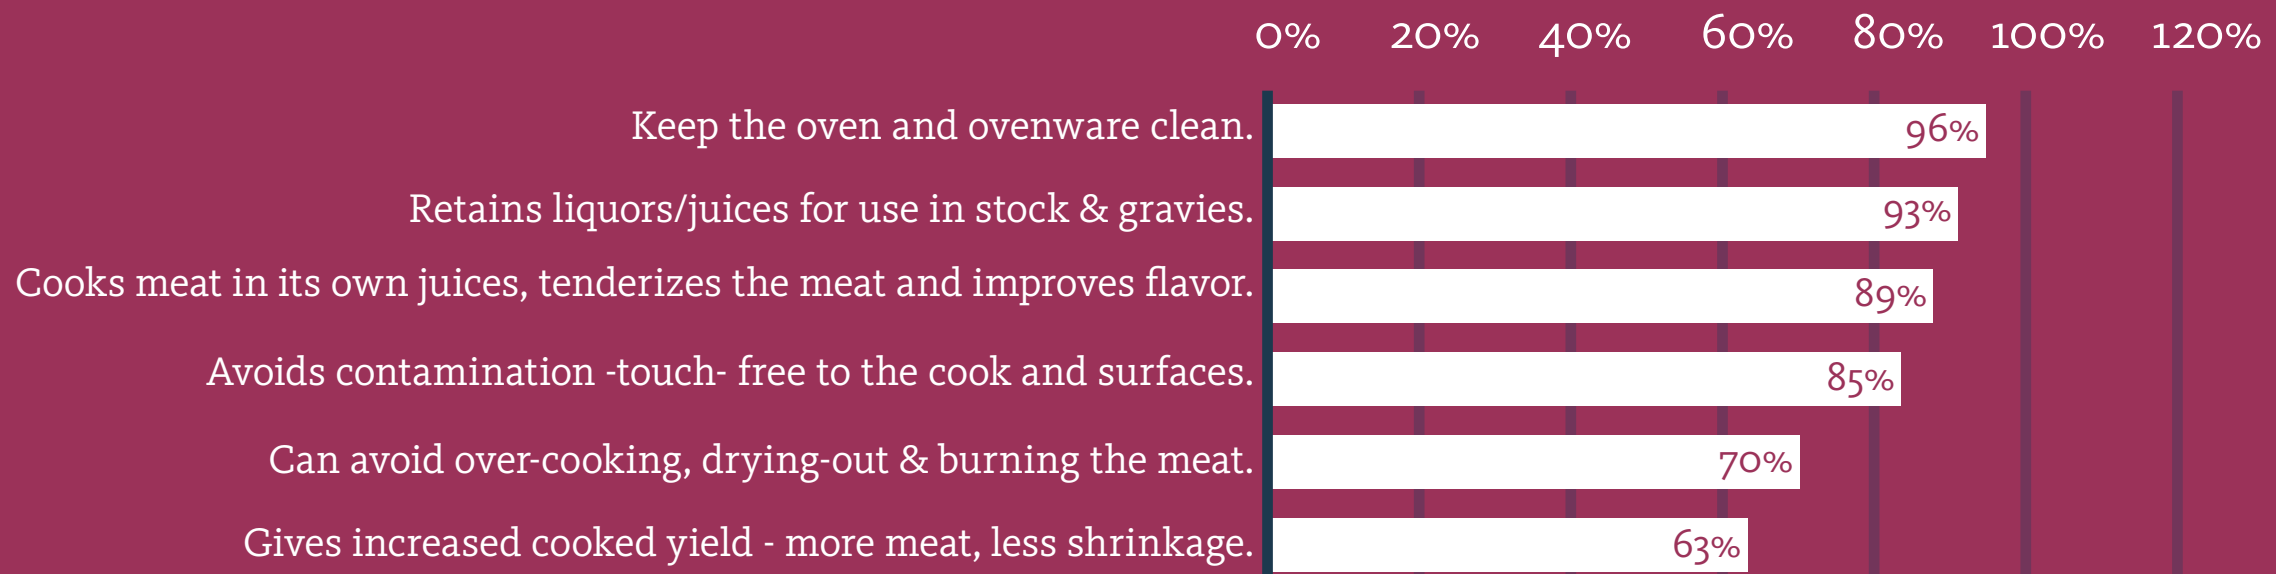 0% 20% 40% 60% 80% 100% 120%
Keep the oven and ovenware clean. 96%
Retains liquors/juices for use in stock & gravies. 93%
Cooks meat in its own juices, tenderizes the meat and improves flavor. 89%
Avoids contamination -touch- free to the cook and surfaces. 85%
Can avoid over-cooking, drying-out & burning the meat. 70%
Gives increased cooked yield - more meat, less shrinkage. 63%